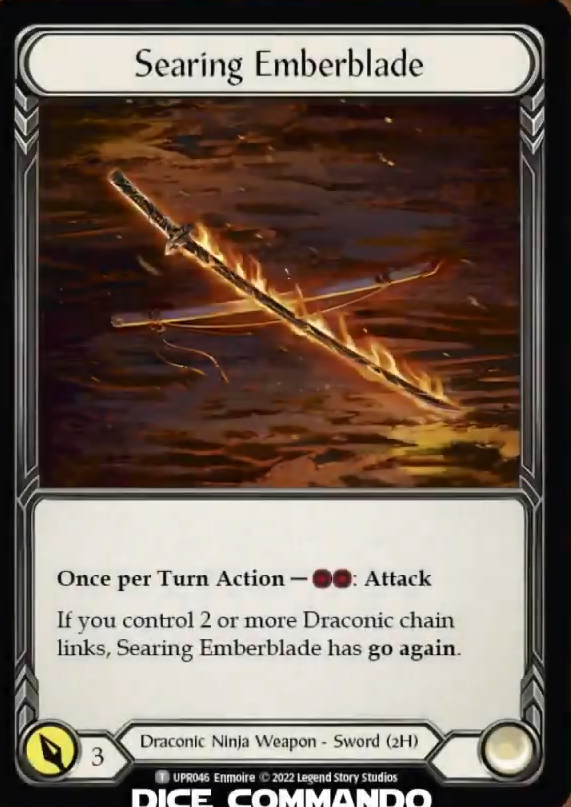 Searing Emberblade
Once per Turn Action — : Attack
If you control 2 or more Draconic chain
links, Searing Emberblade has go again.
3
Draconic Ninja Weapon - Sword (2H)
T UPR046 Enmoire © 2022 Legend Story Studios
DICE COMMANDO